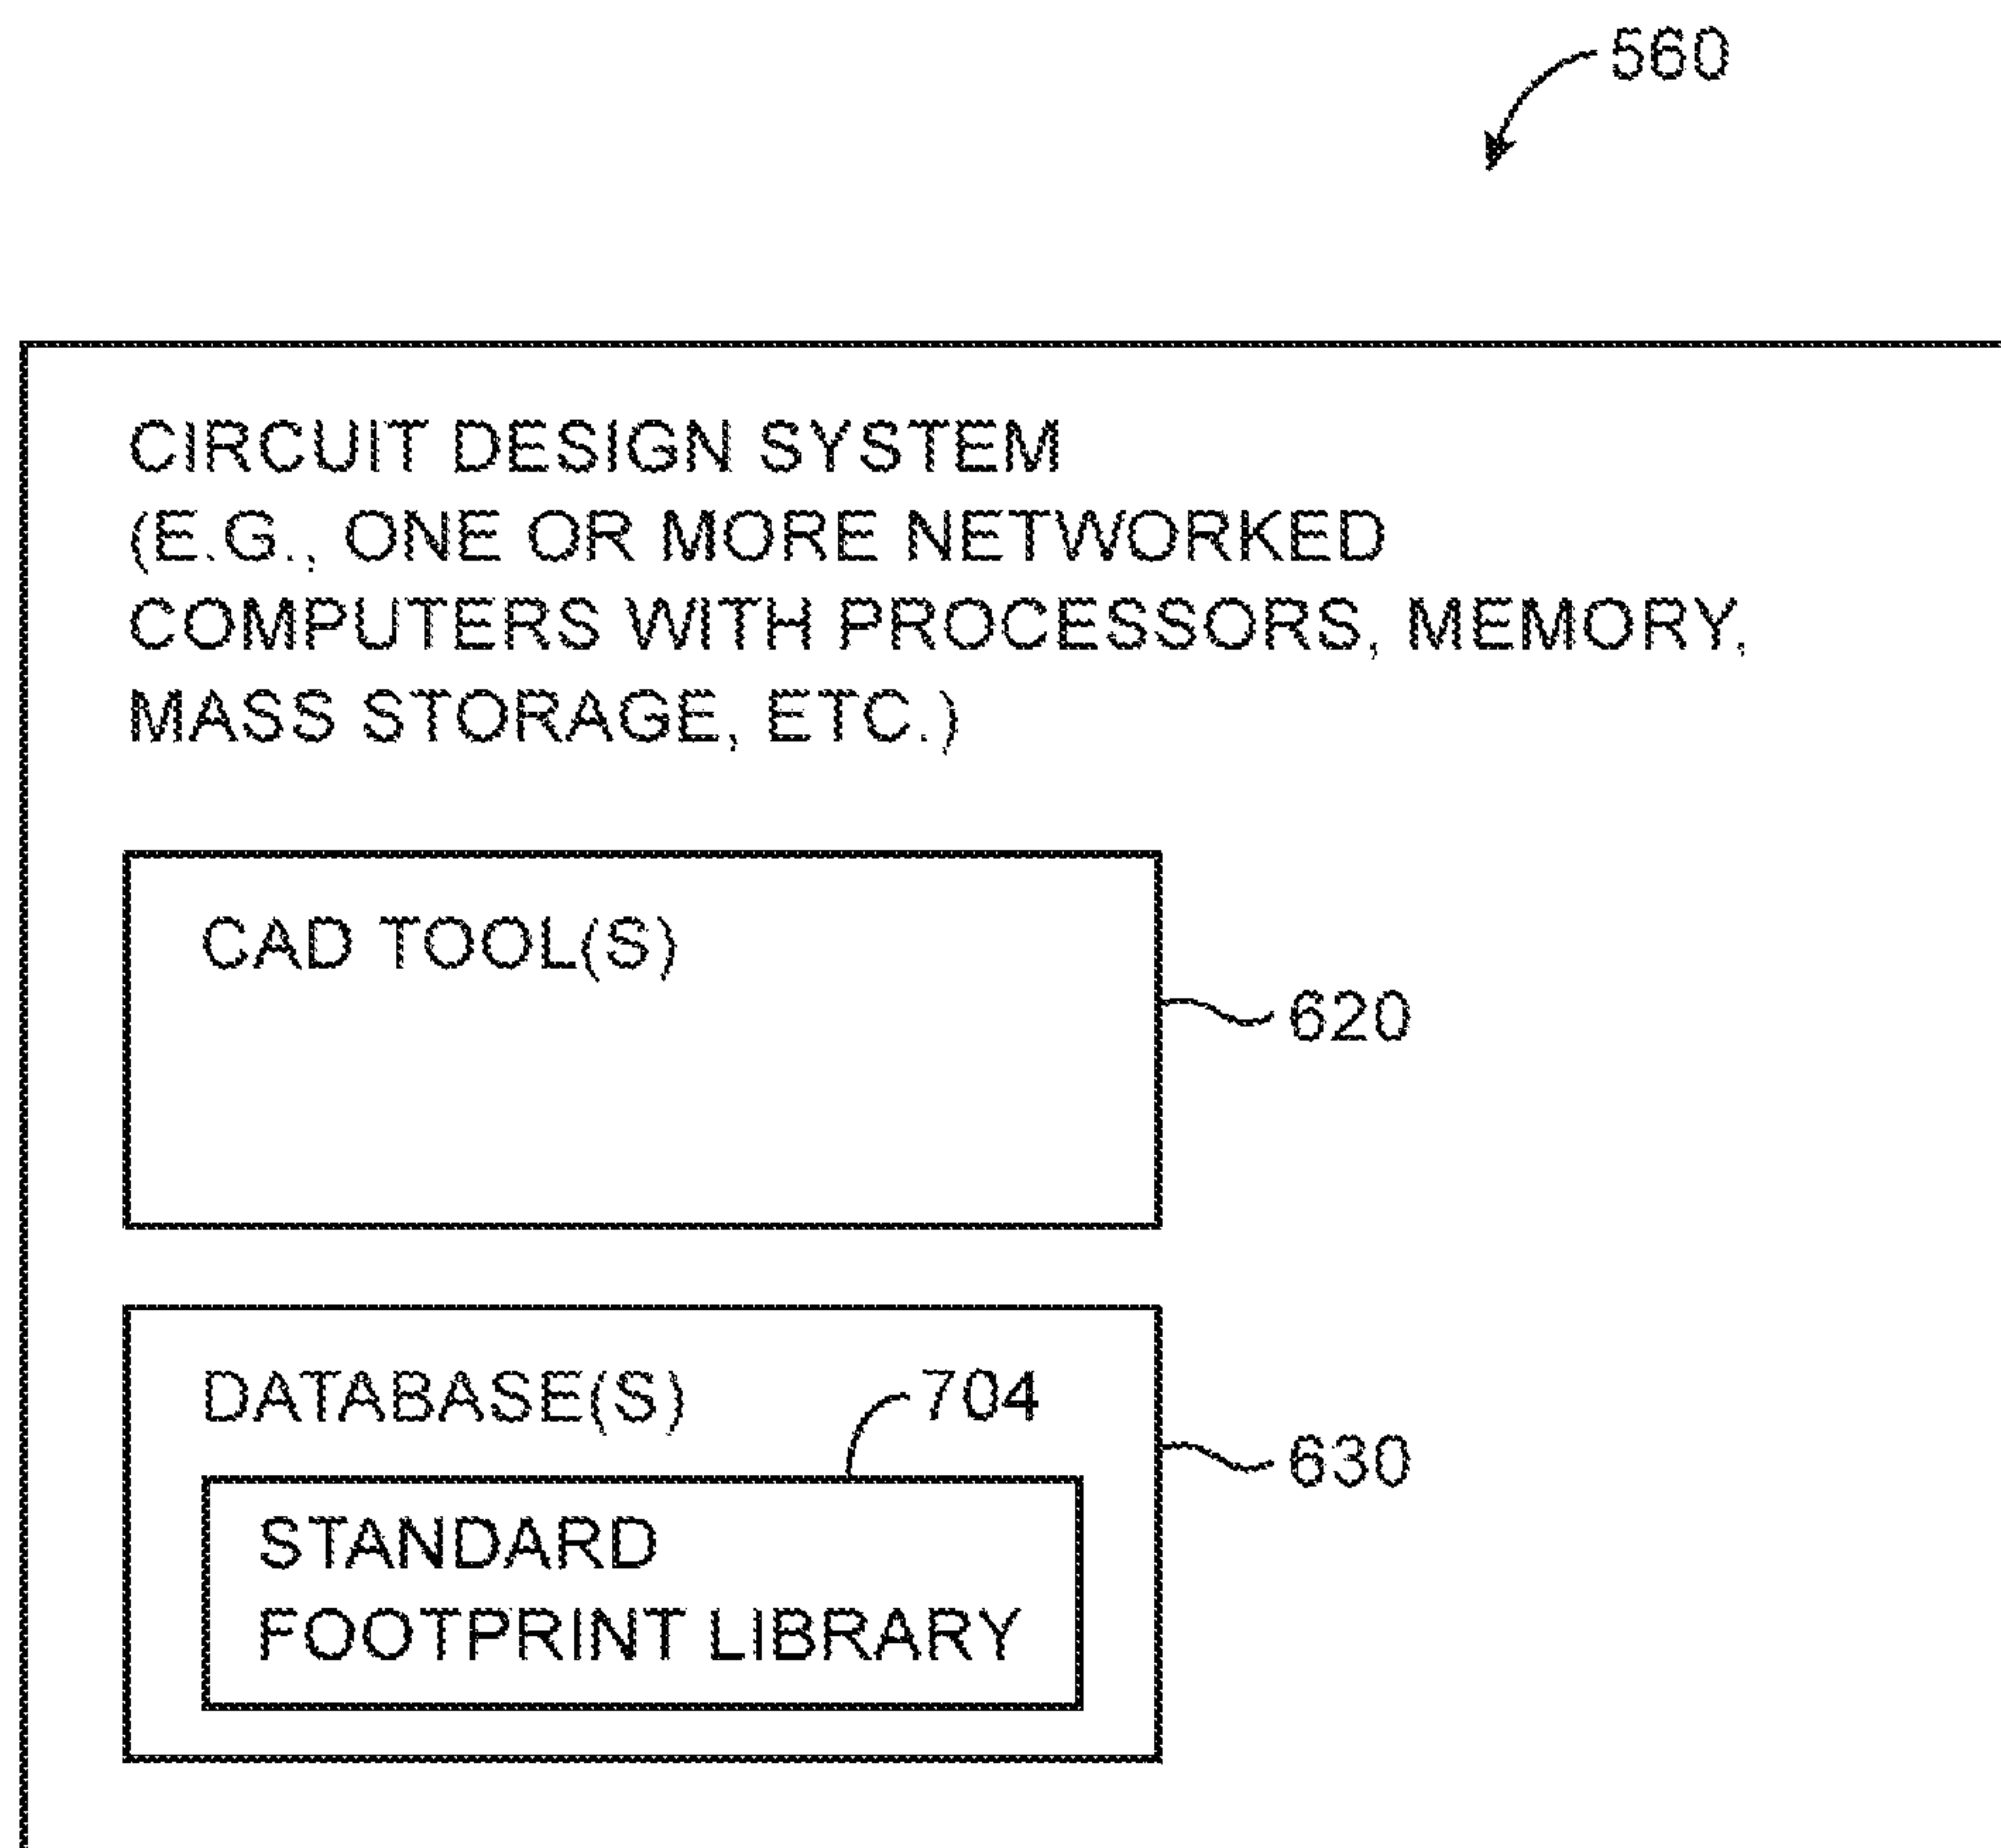 560
CIRCUIT DESIGN SYSTEM
(E.G., ONE OR MORE NETWORKED
COMPUTERS WITH PROCESSORS, MEMORY,
MASS STORAGE, ETC.)
CAD TOOL(S)
620
DATABASE(S)
704
630
STANDARD
FOOTPRINT LIBRARY